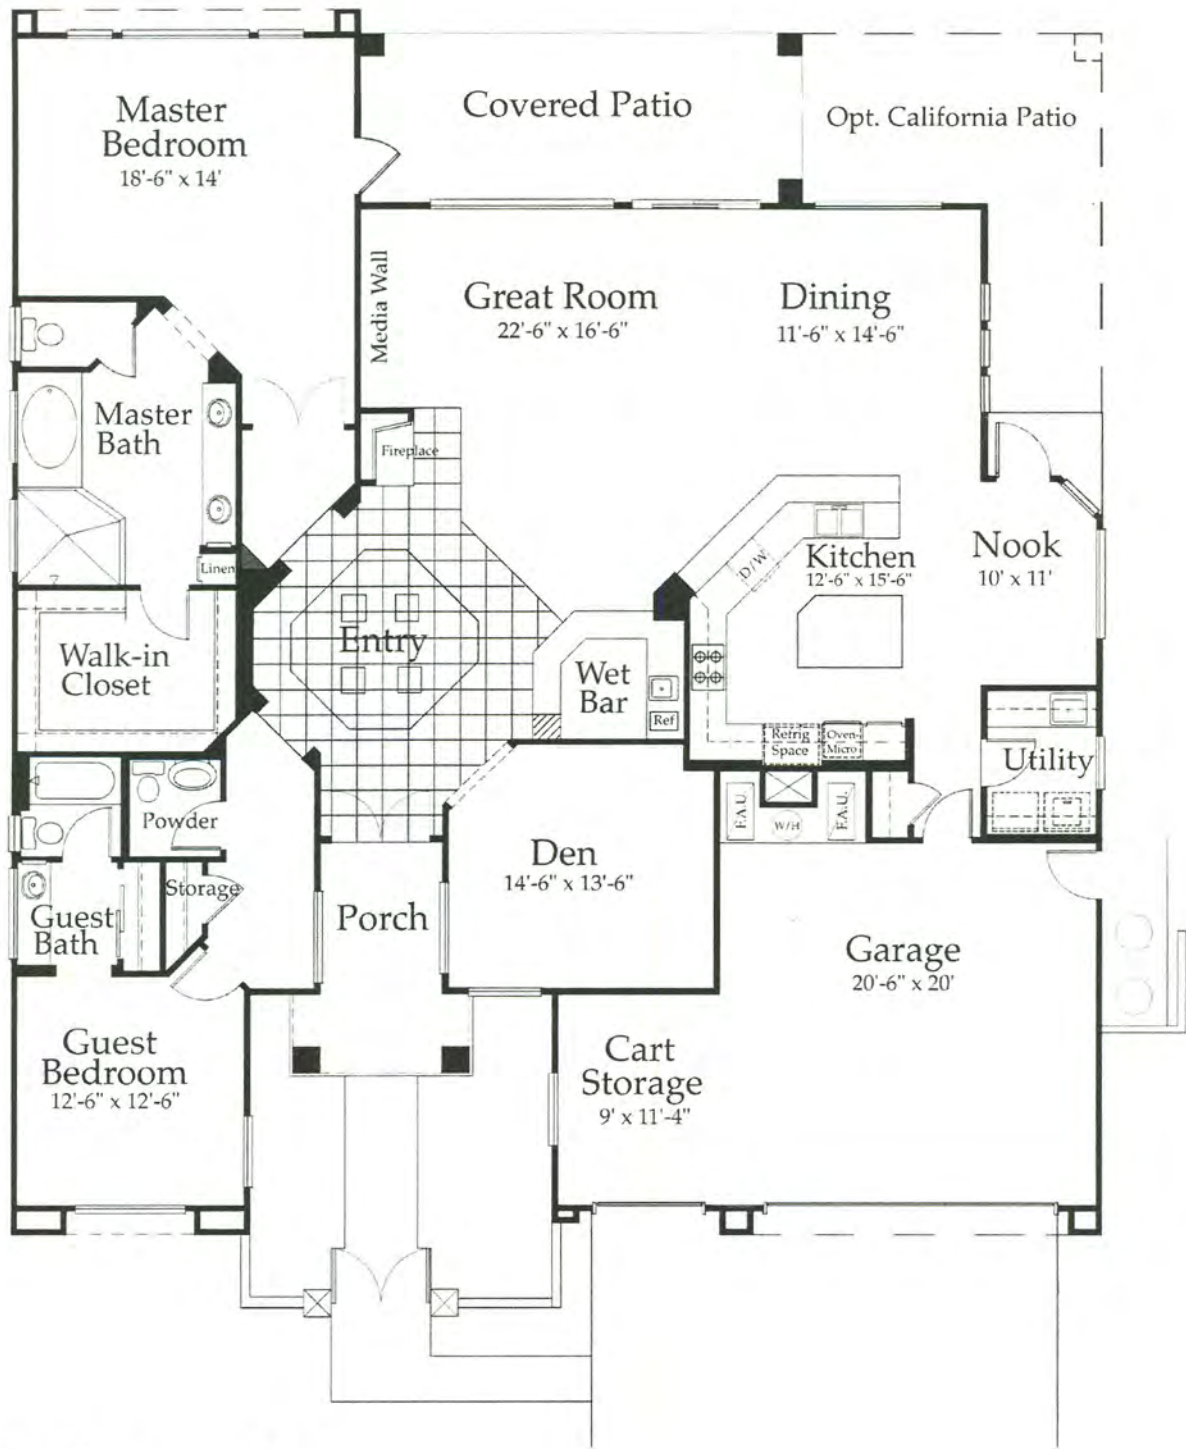 Master
Bedroom
18'-6" x 14'
Covered Patio
Opt. California Patio
Media Wall
Great Room
22'-6" x 16'-6"
Dining
11'-6" x 14'-6"
Master
Bath
Fireplace
Linen
D/W
Kitchen
12'-6" x 15'-6"
Nook
10' x 11'
Entry
Walk-in
Closet
Wet
Bar
Ref
Refrig
Space
Oven-
Micro
Utility
Powder
F.A.U.
W/H
F.A.U.
Den
14'-6" x 13'-6"
Storage
Guest
Bath
Porch
Garage
20'-6" x 20'
Guest
Bedroom
12'-6" x 12'-6"
Cart
Storage
9' x 11'-4"